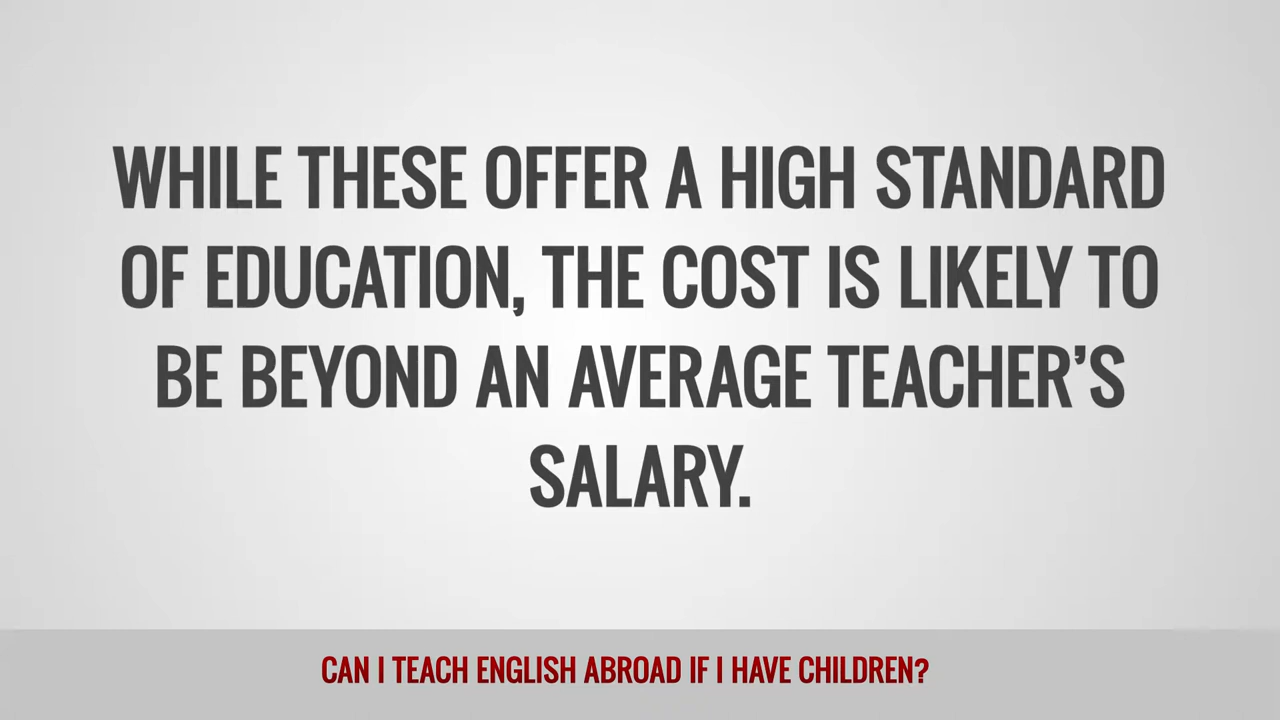 WHILE THESE OFFER A HIGH STANDARD
OF EDUCATION, THE COST IS LIKELY TO
BE BEYOND AN AVERAGE TEACHER’S
SALARY.
CAN I TEACH ENGLISH ABROAD IF I HAVE CHILDREN?